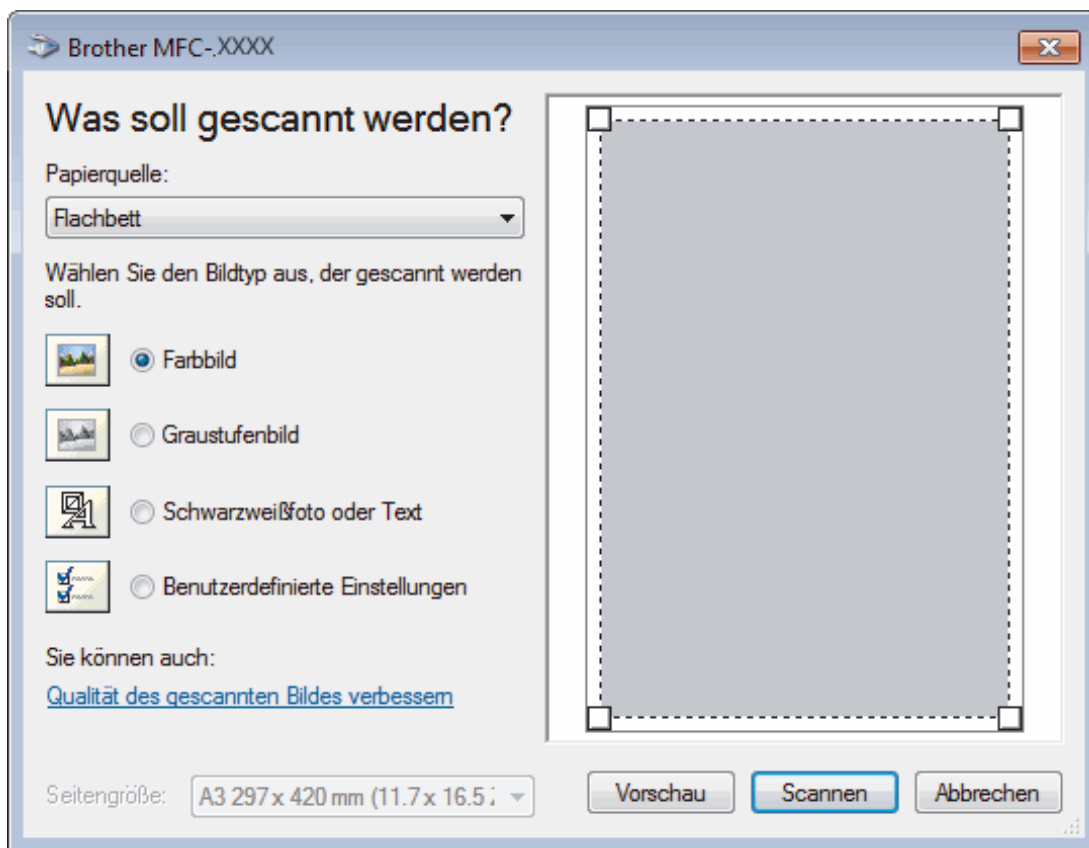 Brother MFC-.XXXX
Was soll gescannt werden?
Papierquelle:
Flachbett
Wählen Sie den Bildtyp aus, der gescannt werden
soll.
Farbbild
Graustufenbild
Schwarzweißfoto oder Text
Benutzerdefinierte Einstellungen
Sie können auch:
Qualität des gescannten Bildes verbessern
Seitengröße:
A3 297 x 420 mm (11.7 x 16.5
Vorschau
Scannen
Abbrechen